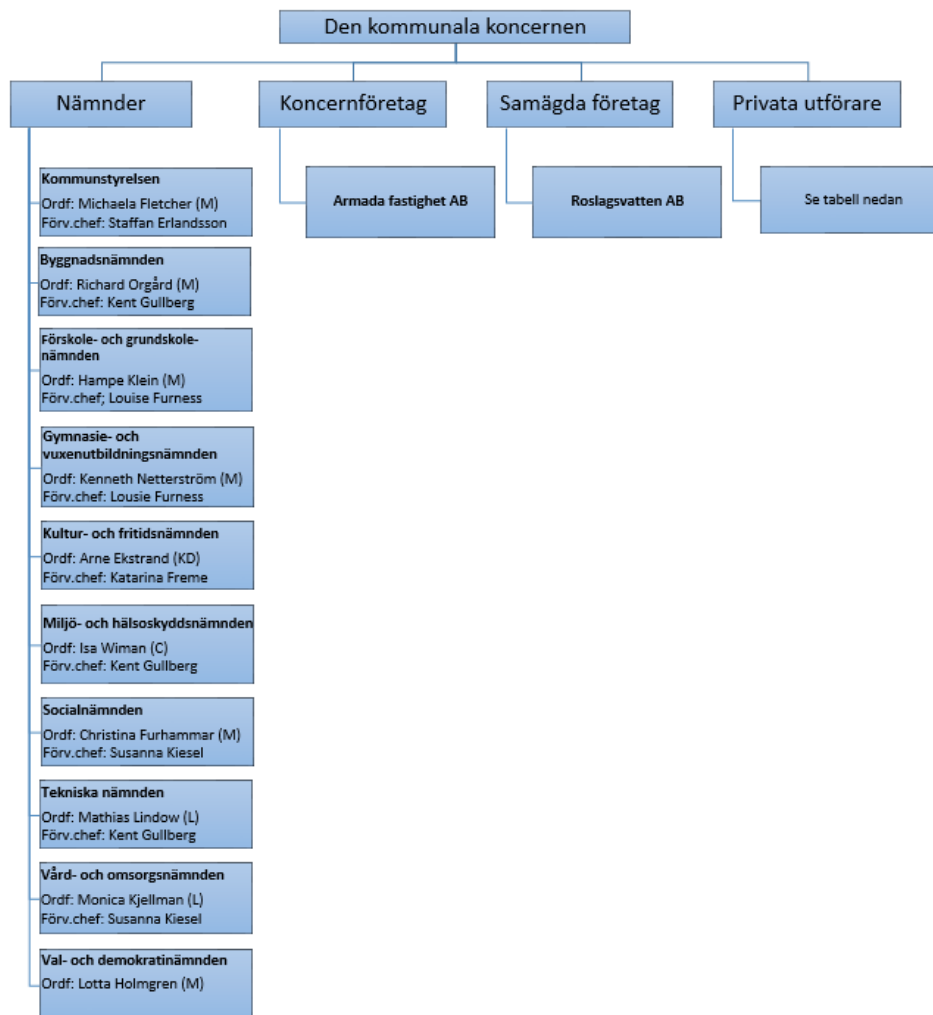 Den kommunala koncernen
Nämnder
Koncernföretag
Samägda företag
Privata utförare
Kommunstyrelsen
Ordf: Michaela Fletcher (M)
Förv.chef: Staffan Erlandsson
Armada fastighet AB
Roslagsvatten AB
Se tabell nedan
Byggnadsnämnden
Ordf: Richard Orgård (M)
Förv.chef: Kent Gullberg
Förskole- och grundskole-
nämnden
Ordf: Hampe Klein (M)
Förv.chef; Louise Furness
Gymnasie- och
vuxenutbildningsnämnden
Ordf: Kenneth Netterström (M)
Förv.chef: Lousie Furness
Kultur- och fritidsnämnden
Ordf: Arne Ekstrand (KD)
Förv.chef: Katarina Freme
Miljö- och hälsoskyddsnämnden
Ordf: Isa Wiman (C)
Förv.chef: Kent Gullberg
Socialnämnden
Ordf: Christina Furhammar (M)
Förv.chef: Susanna Kiesel
Tekniska nämnden
Ordf: Mathias Lindow (L)
Förv.chef: Kent Gullberg
Vård- och omsorgsnämnden
Ordf: Monica Kjellman (L)
Förv.chef: Susanna Kiesel
Val- och demokratinämnden
Ordf: Lotta Holmgren (M)